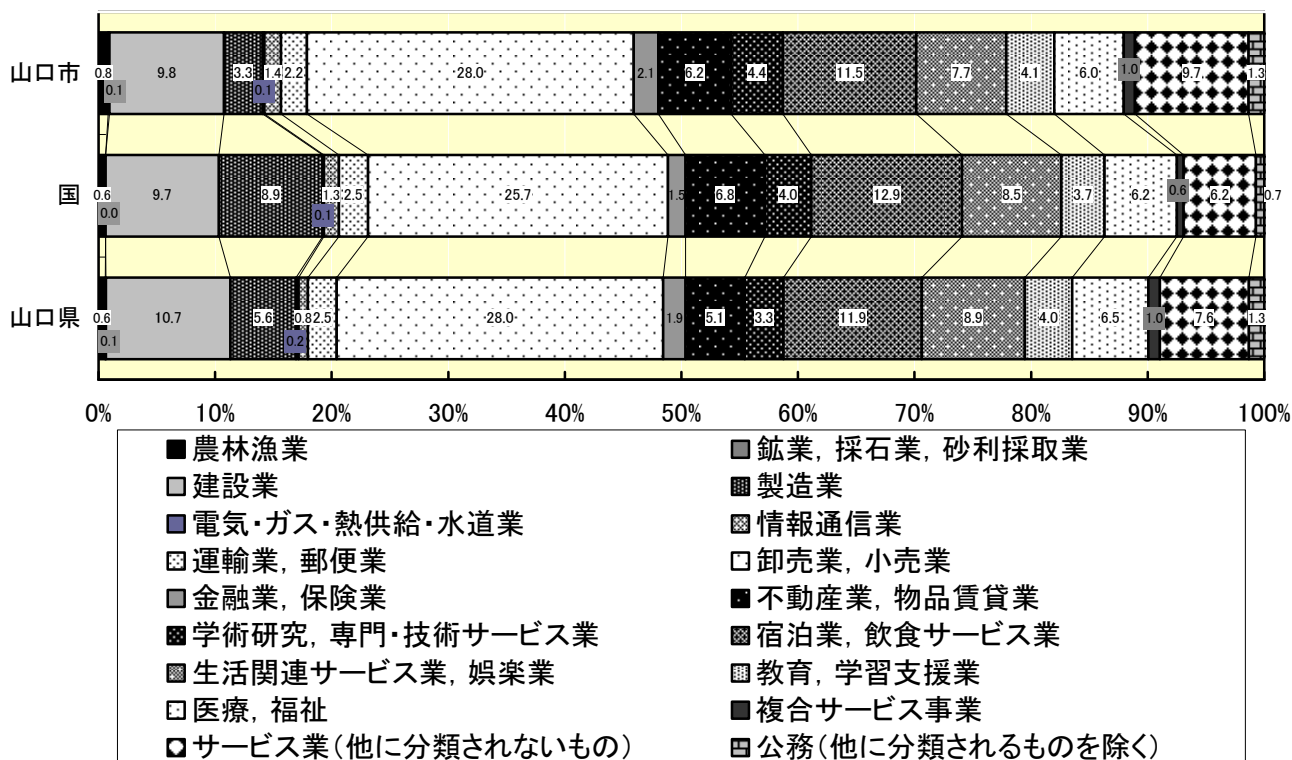 山口市 0.8 0.1 9.8 3.3 0.1 1.4 2.2 28.0 2.1 6.2 4.4 11.5 7.7 4.1 6.0 1.0 9.7 1.3
国 0.6 0.0 9.7 8.9 0.1 1.3 2.5 25.7 1.5 6.8 4.0 12.9 8.5 3.7 6.2 0.6 6.2 0.7
山口県 0.6 0.1 10.7 5.6 0.2 0.8 2.5 28.0 1.9 5.1 3.3 11.9 8.9 4.0 6.5 1.0 7.6 1.3
0% 10% 20% 30% 40% 50% 60% 70% 80% 90% 100%
農林漁業 鉱業，採石業，砂利採取業
建設業 製造業
電気・ガス・熱供給・水道業 情報通信業
運輸業，郵便業 卸売業，小売業
金融業，保険業 不動産業，物品賃貸業
学術研究，専門・技術サービス業 宿泊業，飲食サービス業
生活関連サービス業，娯楽業 教育，学習支援業
医療，福祉 複合サービス事業
サービス業（他に分類されないもの） 公務（他に分類されるものを除く）